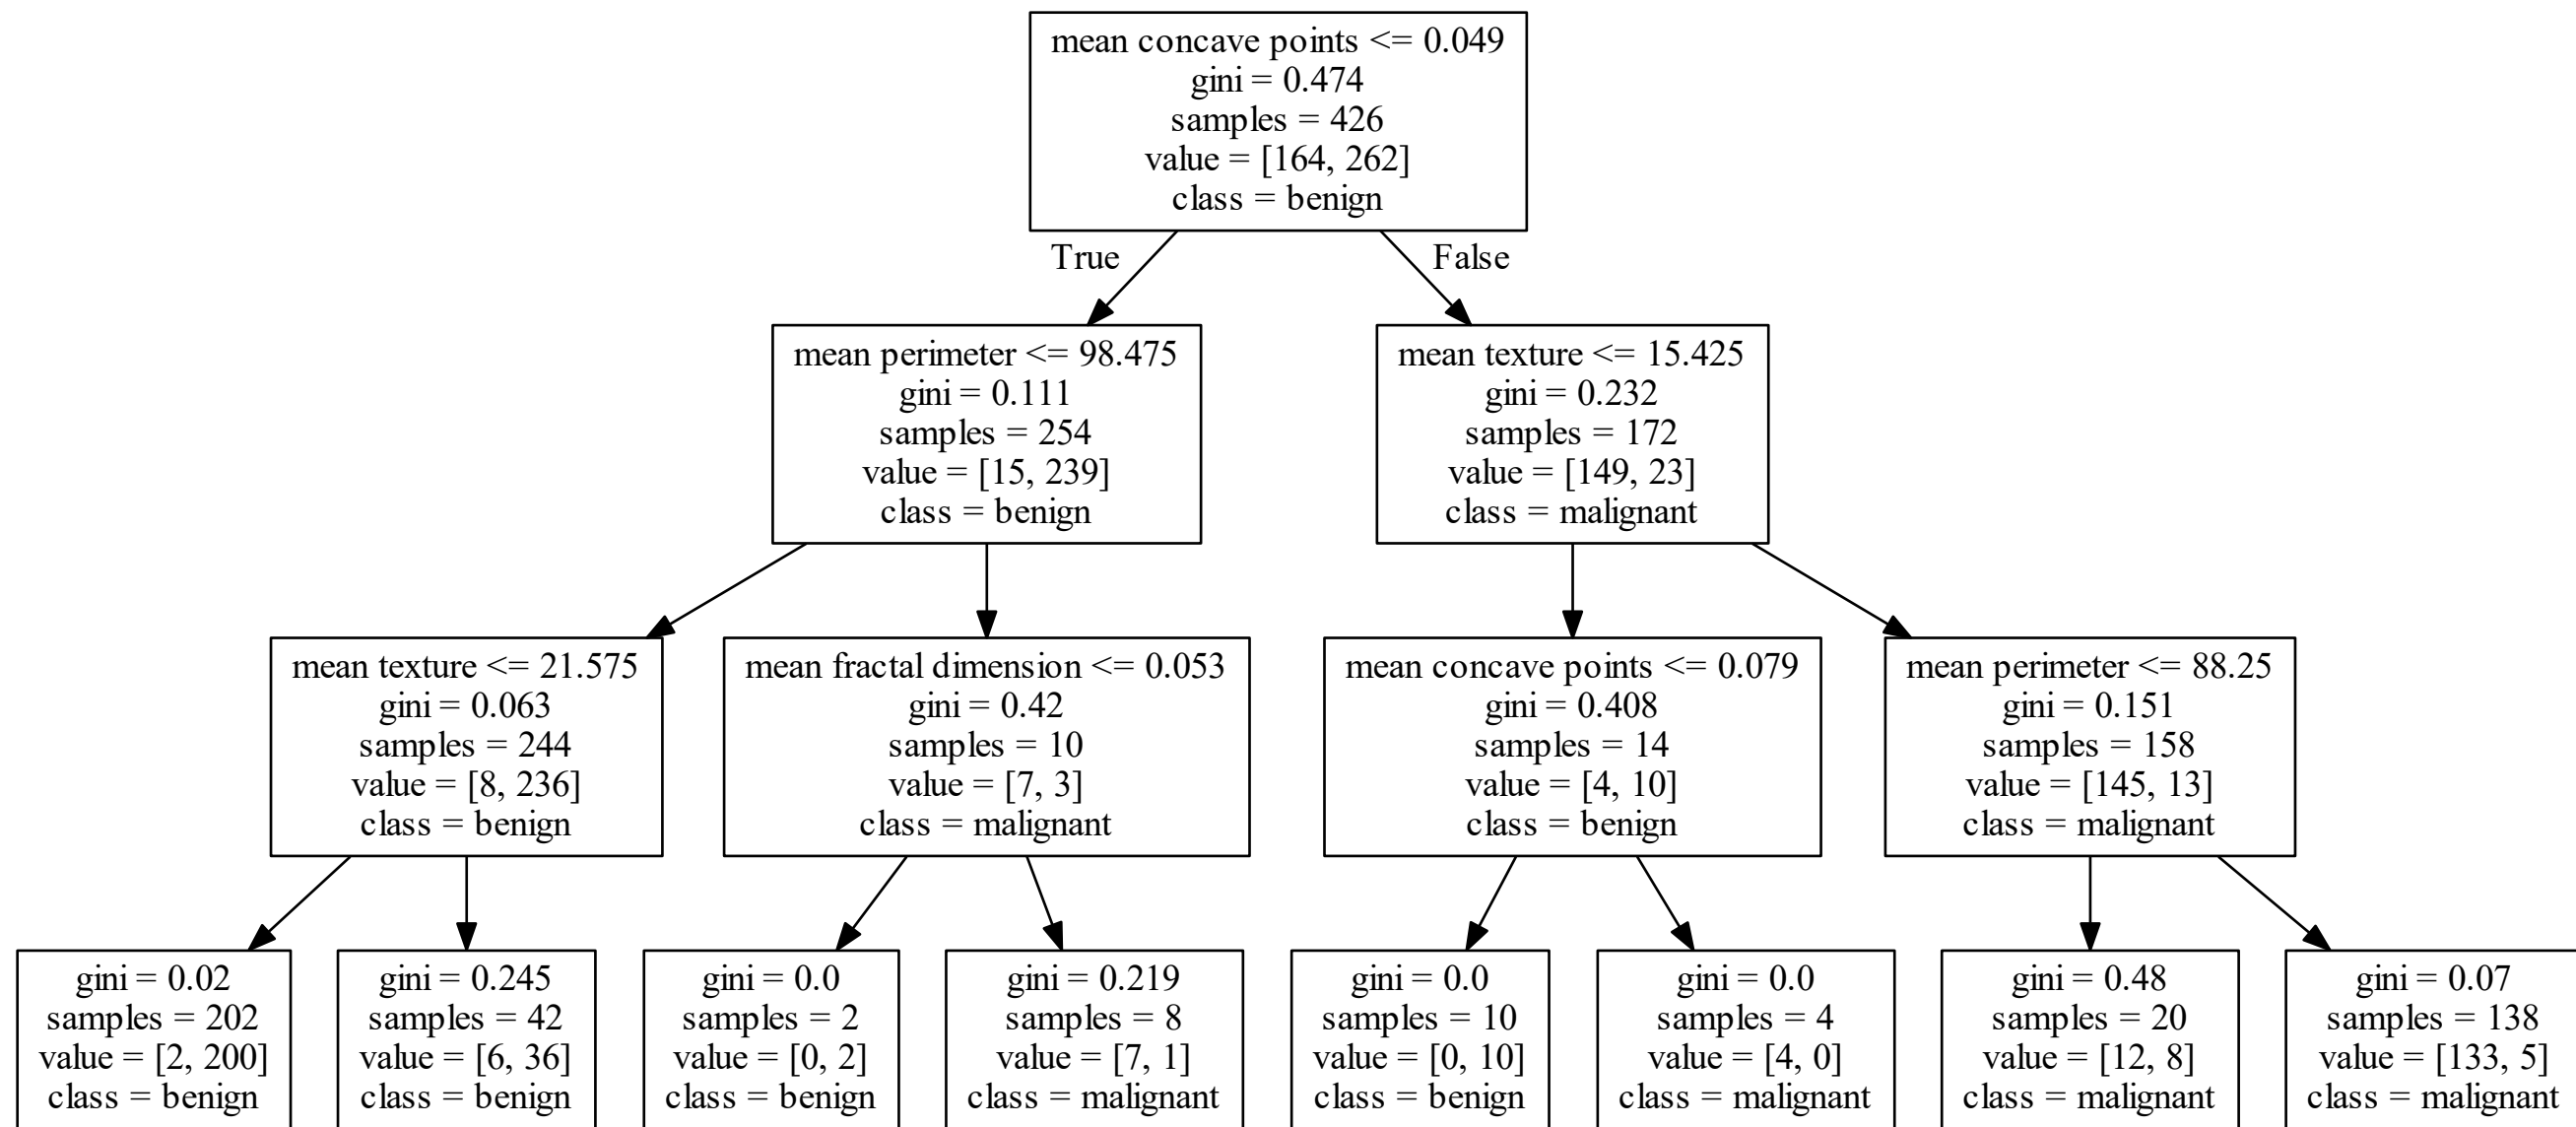 mean concave points <= 0.049
gini = 0.474
samples = 426
value = [164, 262]
class = benign
True
False
mean perimeter <= 98.475
gini = 0.111
samples = 254
value = [15, 239]
class = benign
mean texture <= 15.425
gini = 0.232
samples = 172
value = [149, 23]
class = malignant
mean texture <= 21.575
gini = 0.063
samples = 244
value = [8, 236]
class = benign
mean fractal dimension <= 0.053
gini = 0.42
samples = 10
value = [7, 3]
class = malignant
mean concave points <= 0.079
gini = 0.408
samples = 14
value = [4, 10]
class = benign
mean perimeter <= 88.25
gini = 0.151
samples = 158
value = [145, 13]
class = malignant
gini = 0.02
samples = 202
value = [2, 200]
class = benign
gini = 0.245
samples = 42
value = [6, 36]
class = benign
gini = 0.0
samples = 2
value = [0, 2]
class = benign
gini = 0.219
samples = 8
value = [7, 1]
class = malignant
gini = 0.0
samples = 10
value = [0, 10]
class = benign
gini = 0.0
samples = 4
value = [4, 0]
class = malignant
gini = 0.48
samples = 20
value = [12, 8]
class = malignant
gini = 0.07
samples = 138
value = [133, 5]
class = malignant